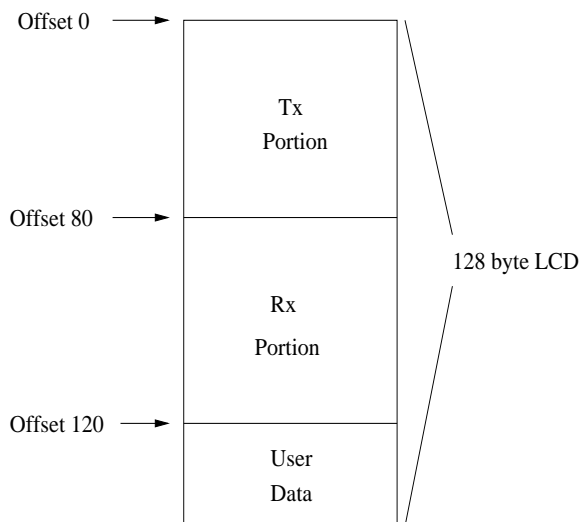 Offset 0
Tx
Portion
Offset 80
128 byte LCD
Rx
Portion
Offset 120
User
Data